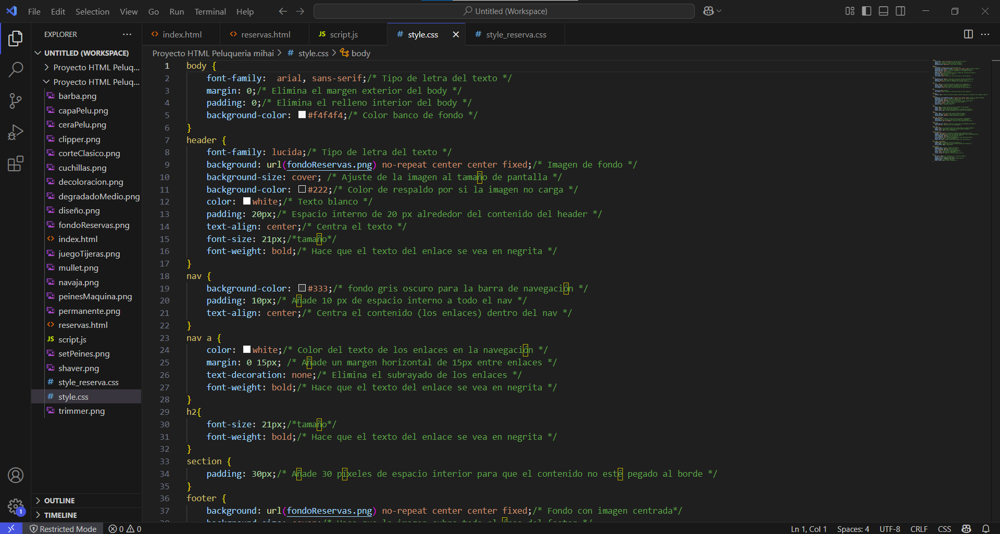 File Edit Selection View Go Run Terminal Help
Untitled (Workspace)
EXPLORER
index.html
reservas.html
JS script.js
# style.css
# style_reserva.css
UNTITLED (WORKSPACE)
Proyecto HTML Peluq...
Proyecto HTML Peluq...
barba.png
capaPelu.png
ceraPelu.png
clipper.png
corteClasico.png
cuchillas.png
decoloracion.png
degradadoMedio.png
diseño.png
fondoReservas.png
index.html
juegoTijeras.png
mullet.png
navaja.png
peinesMaquina.png
permanente.png
reservas.html
JS script.js
setPeines.png
shaver.png
# style_reserva.css
# style.css
trimmer.png
OUTLINE
TIMELINE
Proyecto HTML Peluqueria mihai > # style.css > body
1 body {
2 font-family:  arial, sans-serif;/* Tipo de letra del texto */
3 margin: 0;/* Elimina el margen exterior del body */
4 padding: 0;/* Elimina el relleno interior del body */
5 background-color: #f4f4f4;/* Color banco de fondo */
6 }
7 header {
8 font-family: lucida;/* Tipo de letra del texto */
9 background: url(fondoReservas.png) no-repeat center center fixed;/* Imagen de fondo */
10 background-size: cover; /* Ajuste de la imagen al tamaño de pantalla */
11 background-color: #222;/* Color de respaldo por si la imagen no carga */
12 color: white;/* Texto blanco */
13 padding: 20px;/* Espacio interno de 20 px alrededor del contenido del header */
14 text-align: center;/* Centra el texto */
15 font-size: 21px;/*tamaño*/
16 font-weight: bold;/* Hace que el texto del enlace se vea en negrita */
17 }
18 nav {
19 background-color: #333;/* fondo gris oscuro para la barra de navegación */
20 padding: 10px;/* Añade 10 px de espacio interno a todo el nav */
21 text-align: center;/* Centra el contenido (los enlaces) dentro del nav */
22 }
23 nav a {
24 color: white;/* Color del texto de los enlaces en la navegación */
25 margin: 0 15px; /* Añade un margen horizontal de 15px entre enlaces */
26 text-decoration: none;/* Elimina el subrayado de los enlaces */
27 font-weight: bold;/* Hace que el texto del enlace se vea en negrita */
28 }
29 h2{
30 font-size: 21px;/*tamaño*/
31 font-weight: bold;/* Hace que el texto del enlace se vea en negrita */
32 }
33 section {
34 padding: 30px;/* Añade 30 píxeles de espacio interior para que el contenido no esté pegado al borde */
35 }
36 footer {
37 background: url(fondoReservas.png) no-repeat center center fixed;/* Fondo con imagen centrada*/
1
Restricted Mode 0 0
Ln 1, Col 1 Spaces: 4 UTF-8 CRLF CSS